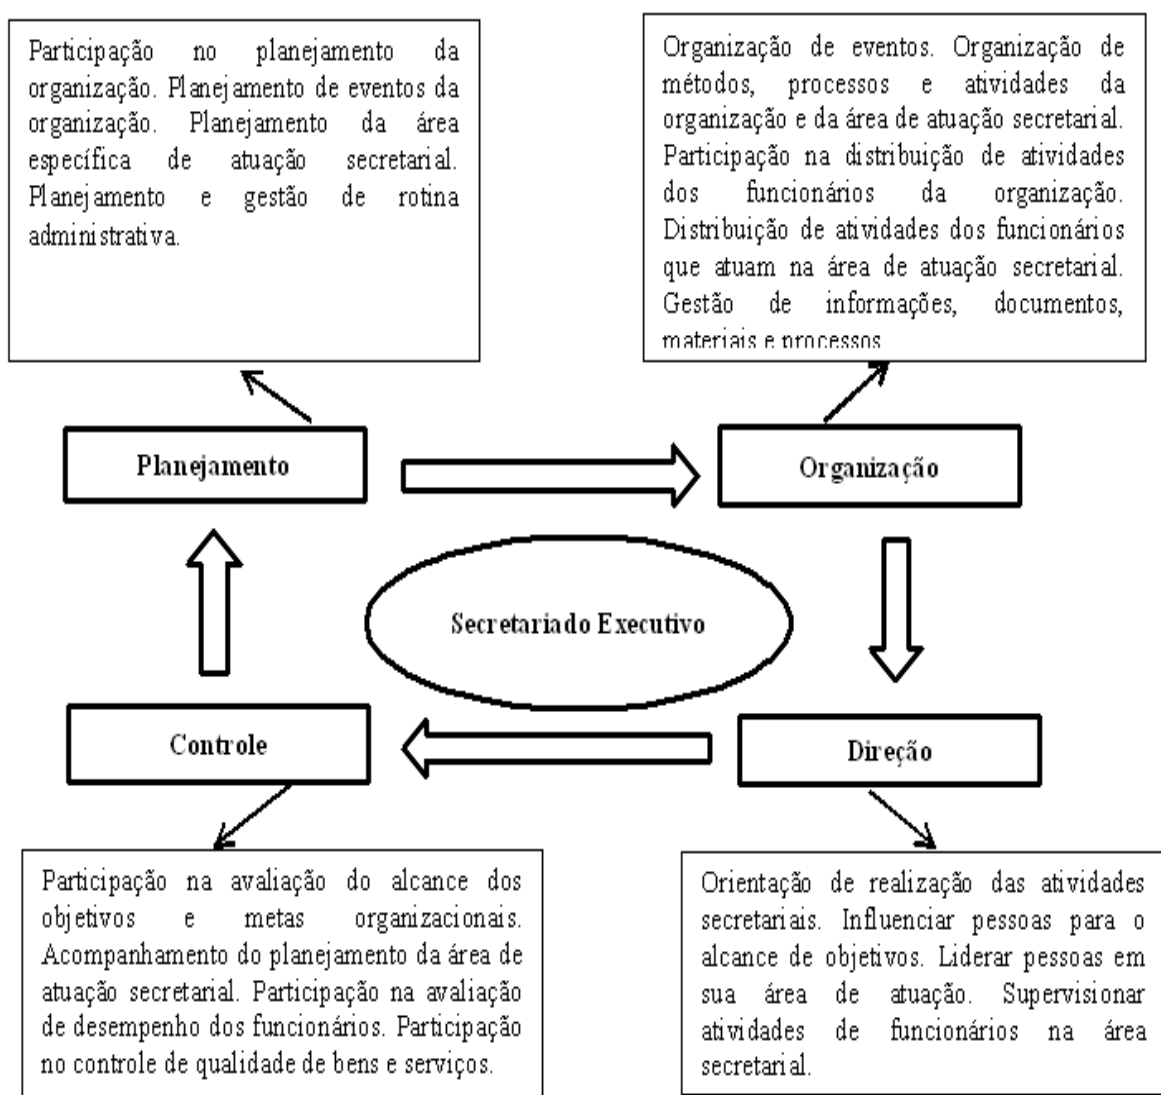 Participação no planejamento da
organização. Planejamento de eventos da
organização. Planejamento da área
específica de atuação secretarial.
Planejamento e gestão de rotina
administrativa.
Organização de eventos. Organização de
métodos, processos e atividades da
organização e da área de atuação secretarial.
Participação na distribuição de atividades
dos funcionários da organização.
Distribuição de atividades dos funcionários
que atuam na área de atuação secretarial.
Gestão de informações, documentos,
materiais e processos
Planejamento
Organização
Secretariado Executivo
Controle
Direção
Participação na avaliação do alcance dos
objetivos e metas organizacionais.
Acompanhamento do planejamento da área de
atuação secretarial. Participação na avaliação
de desempenho dos funcionários. Participação
no controle de qualidade de bens e serviços.
Orientação de realização das atividades
secretariais. Influenciar pessoas para o
alcance de objetivos. Liderar pessoas em
sua área de atuação. Supervisionar
atividades de funcionários na área
secretarial.